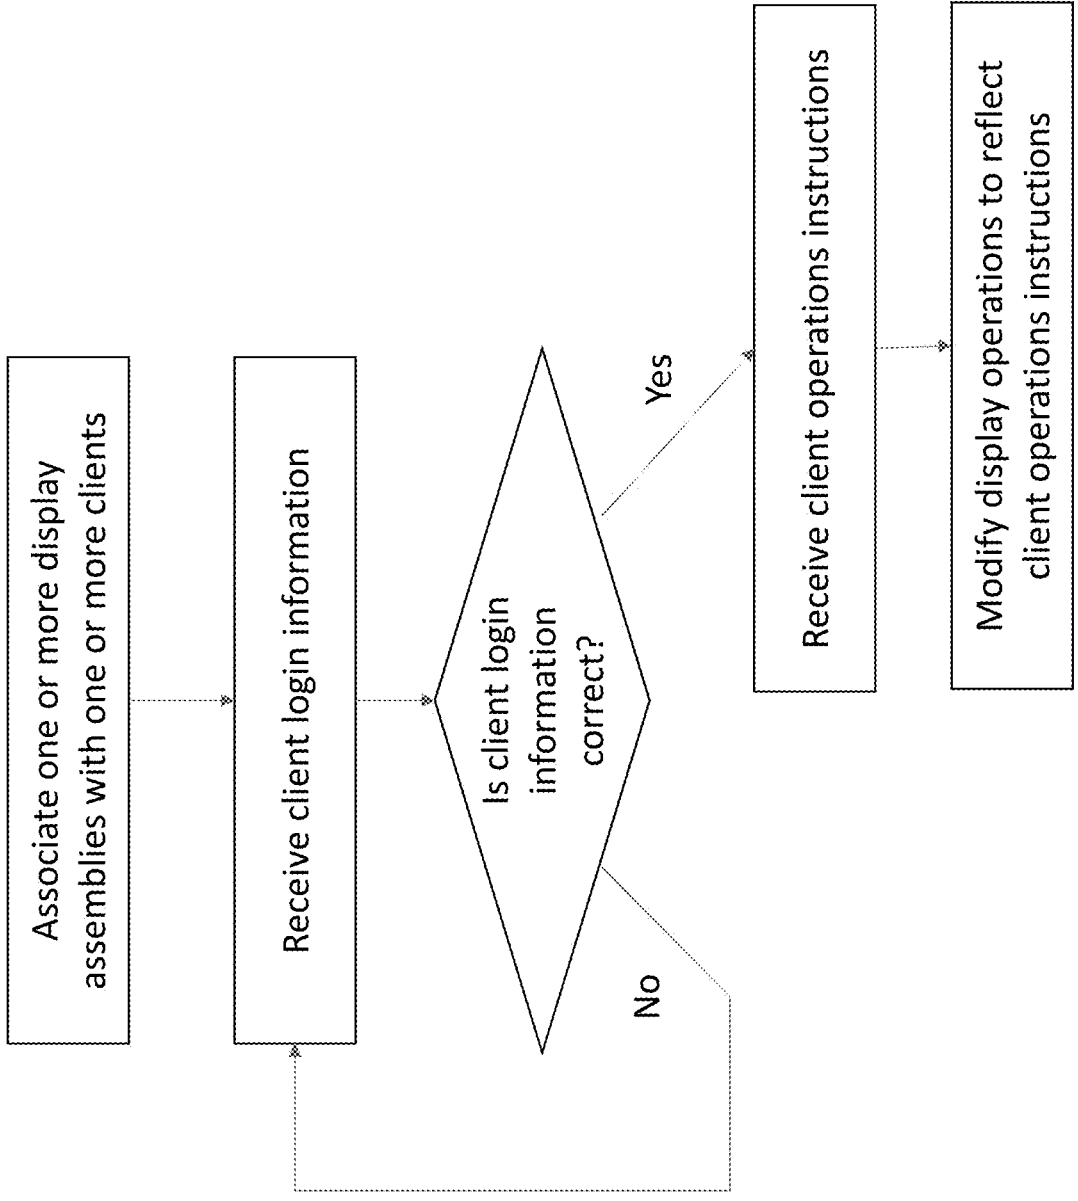 Associate one or more display
assemblies with one or more clients
Receive client login information
Is client login
information
correct?
No
Yes
Receive client operations instructions
Modify display operations to reflect
client operations instructions